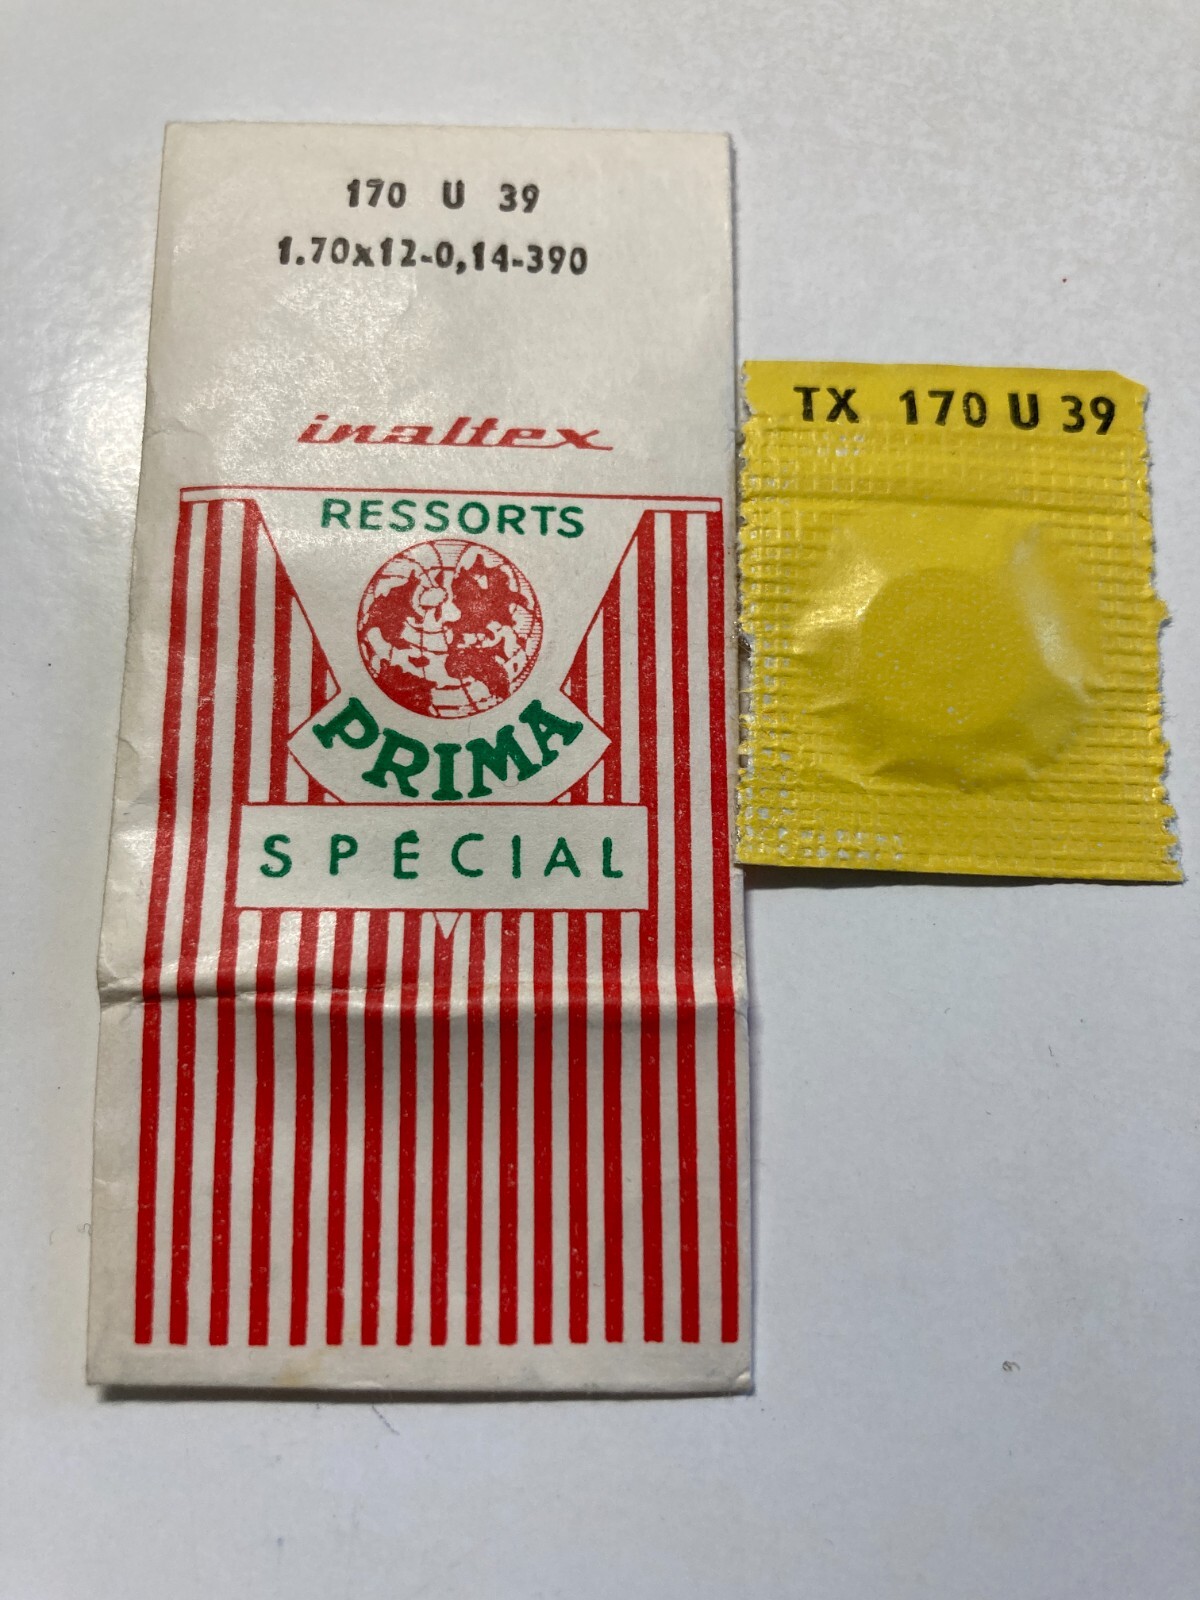 170 U 39
1.70x12-0,14-390
inaltex
RESSORTS
PRIMA
SPÉCIAL
TX 170 U 39